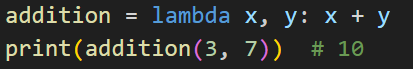 addition = lambda x, y: x + y
print(addition(3, 7))  # 10